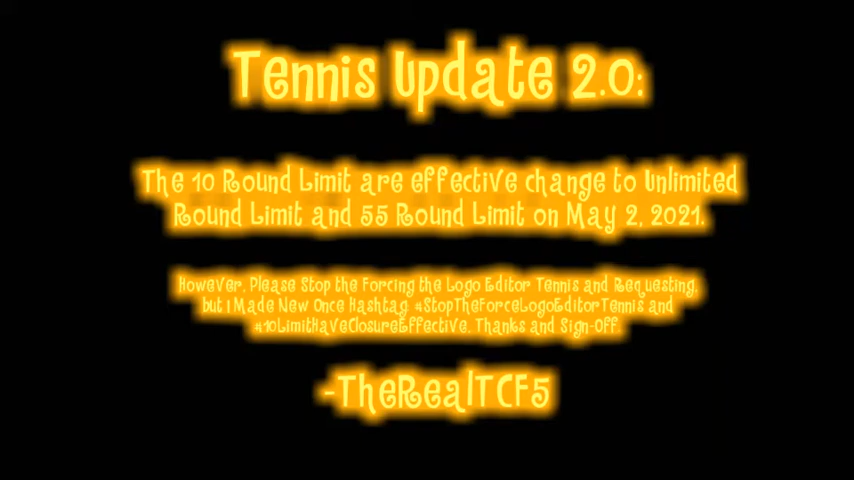 Tennis Update 2.0:
The 10 Round Limit are effective change to Unlimited
Round Limit and 55 Round Limit on May 2, 2021.
However, Please Stop the Forcing the Logo Editor Tennis and Requesting,
but I Made New Once Hashtag: #StopTheForceLogoEditorTennis and
#10LimitHaveClosureEffective. Thanks and Sign-Off.
-TheRealTCF5